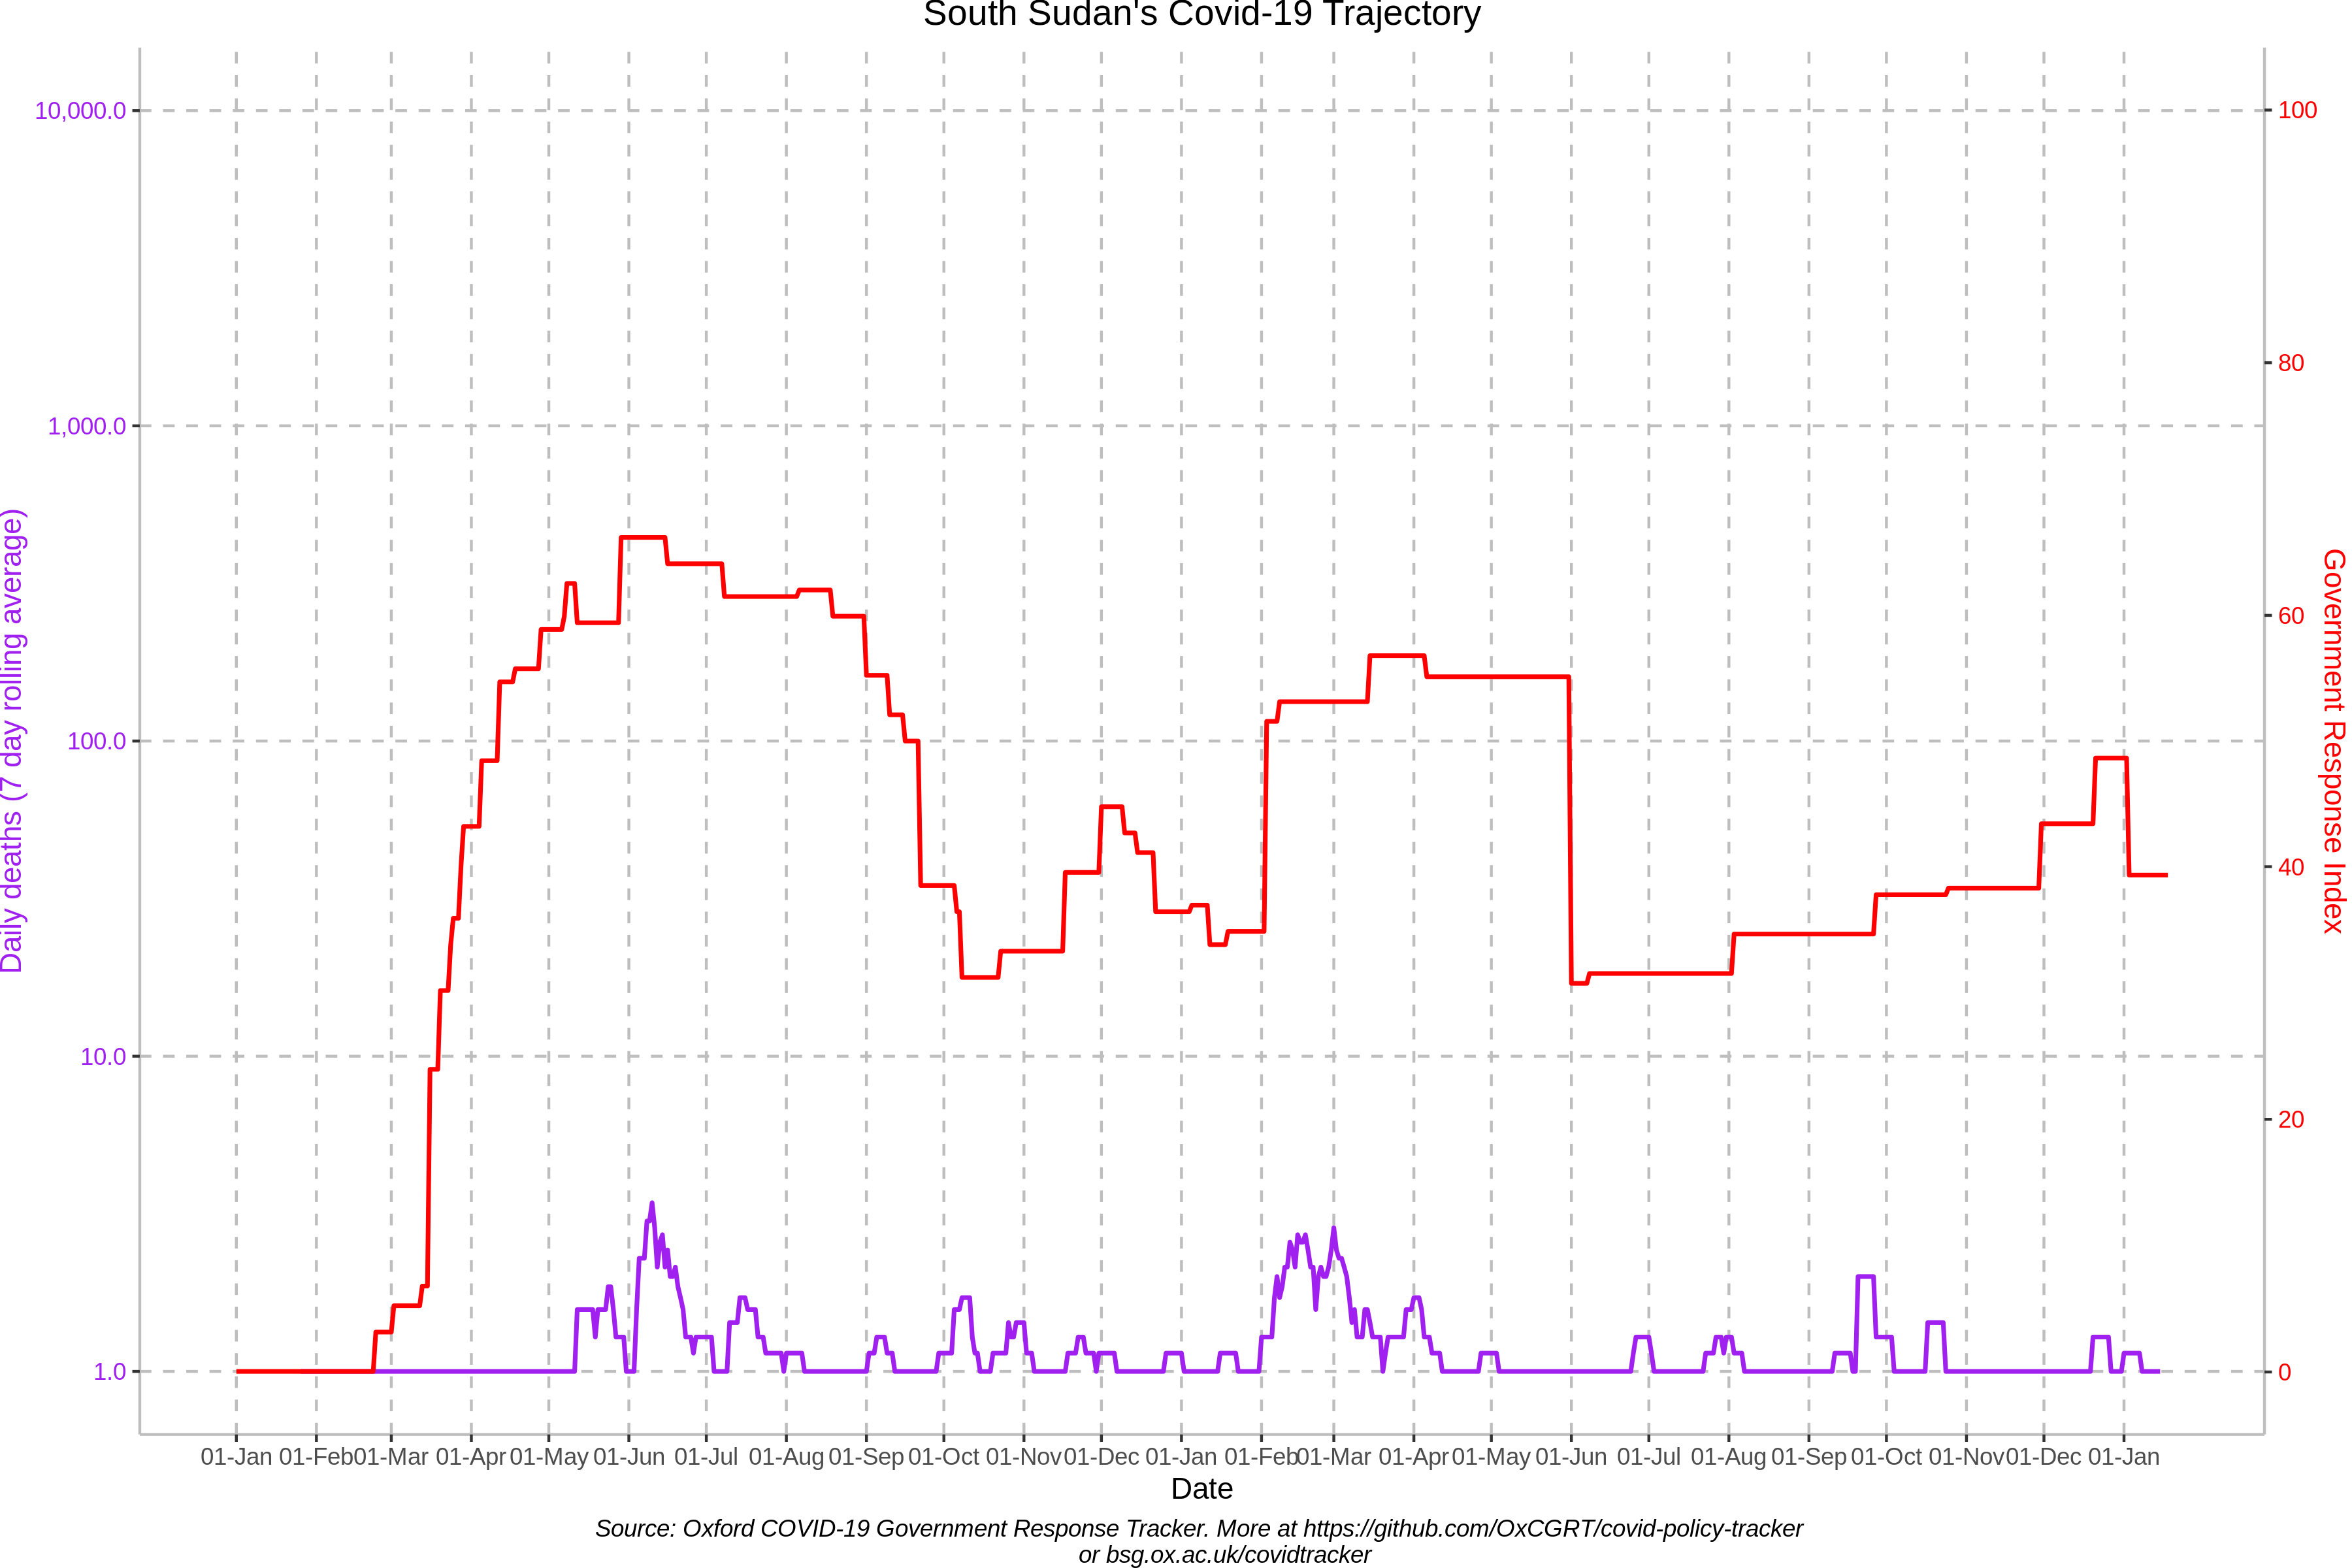 South Sudan's Covid-19 Trajectory
10,000.0
1,000.0
100.0
10.0
1.0
Daily deaths (7 day rolling average)
100
80
60
40
20
0
Government Response Index
01-Jan 01-Feb 01-Mar 01-Apr 01-May 01-Jun 01-Jul 01-Aug 01-Sep 01-Oct 01-Nov 01-Dec 01-Jan 01-Feb 01-Mar 01-Apr 01-May 01-Jun 01-Jul 01-Aug 01-Sep 01-Oct 01-Nov 01-Dec 01-Jan
Date
Source: Oxford COVID-19 Government Response Tracker. More at https://github.com/OxCGRT/covid-policy-tracker
or bsg.ox.ac.uk/covidtracker